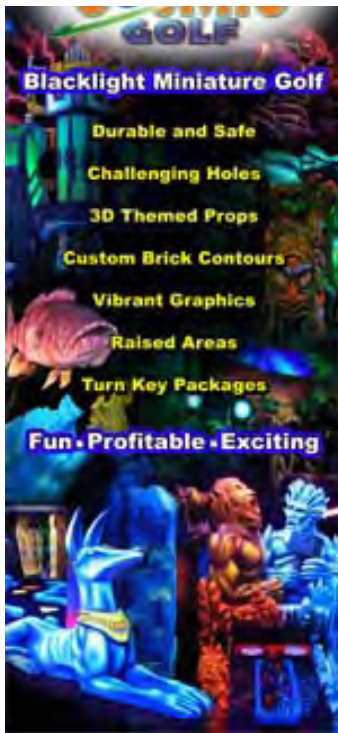 COSMIC
GOLF
Blacklight Miniature Golf
Durable and Safe
Challenging Holes
3D Themed Props
Custom Brick Contours
Vibrant Graphics
Raised Areas
Turn Key Packages
Fun • Profitable • Exciting